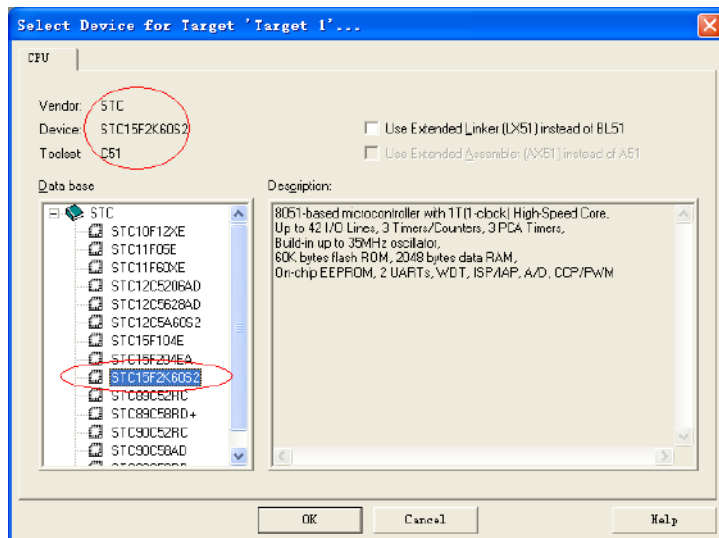 Select Device for Target 'Target 1'...
CPU
Vendor: STC
Device: STC15F2K60S2
Toolset C51
Use Extended Linker (LX51) instead of BL51
Use Extended Assembler (AX51) instead of A51
Data base
Description:
STC
STC10F12XE
STC11F05E
STC11F60XE
STC12C5206AD
STC12C5628AD
STC12C5A60S2
STC15F104E
STC15F204EA
STC15F2K60S2
STC89C52RC
STC89C58RD+
STC90C52RC
STC90C58AD
8051-based microcontroller with 1T(1-clock) High-Speed Core,
Up to 42 I/O Lines, 3 Timers/Counters, 3 PCA Timers,
Build-in up to 35MHz oscillator,
60K bytes flash ROM, 2048 bytes data RAM,
On-chip EEPROM, 2 UARTs, WDT, ISP/IAP, A/D, CCP/PWM
OK
Cancel
Help